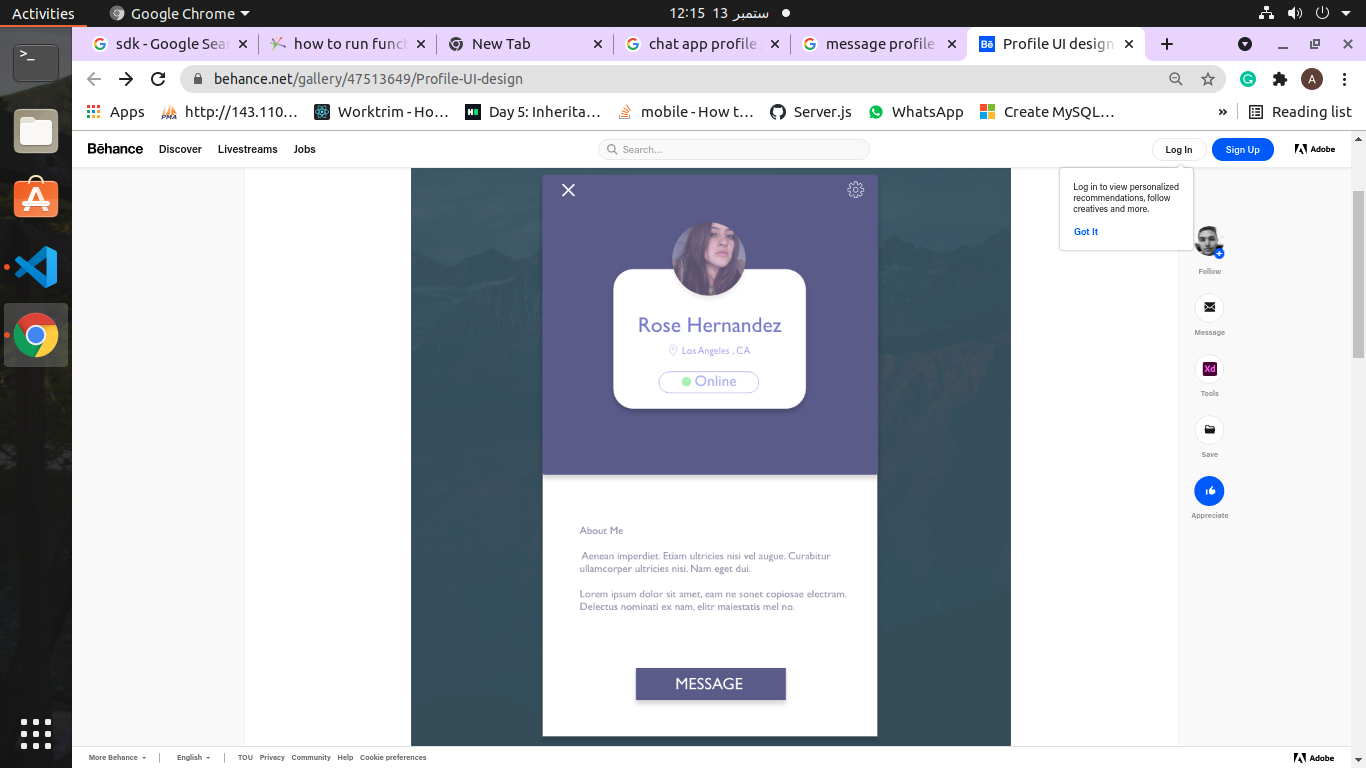 Activities
Google Chrome
12:15 13 ستمبر
sdk - Google Sear
how to run funct
New Tab
chat app profile
message profile
Bē
Profile UI design
behance.net/gallery/47513649/Profile-UI-design
A
Apps
PMA
http://143.110...
Worktrim - Ho...
H
Day 5: Inherita...
mobile - How t...
Server.js
WhatsApp
Create MySQL...
»
Reading list
Bēhance
Discover
Livestreams
Jobs
Search...
Log In
Sign Up
Adobe
Log in to view personalized
recommendations, follow
creatives and more.
Got It
Follow
Message
Xd
Tools
Save
Appreciate
Rose Hernandez
Los Angeles , CA
Online
About Me
Aenean imperdiet. Etiam ultricies nisi vel augue. Curabitur
ullamcorper ultricies nisi. Nam eget dui.
Lorem ipsum dolor sit amet, eam ne sonet copiosae electram.
Delectus nominati ex nam, elitr maiestatis mel no.
MESSAGE
More Behance
English
TOU
Privacy
Community
Help
Cookie preferences
Adobe